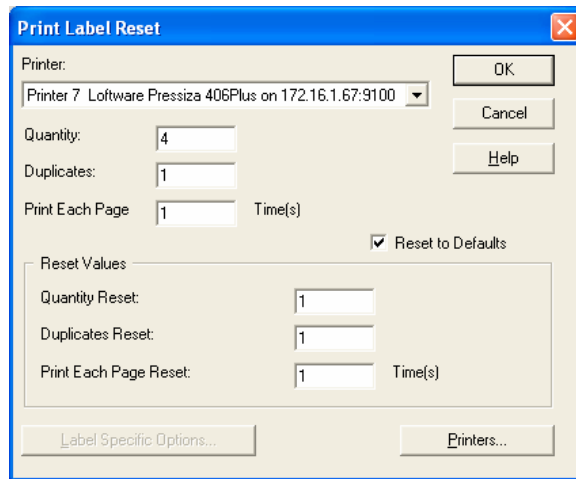 Print Label Reset
Printer:
OK
Printer 7 Loftware Pressiza 406Plus on 172.16.1.67:9100
Cancel
Quantity: 4
Help
Duplicates: 1
Print Each Page 1 Time(s)
Reset to Defaults
Reset Values
Quantity Reset: 1
Duplicates Reset: 1
Print Each Page Reset: 1 Time(s)
Label Specific Options... Printers...